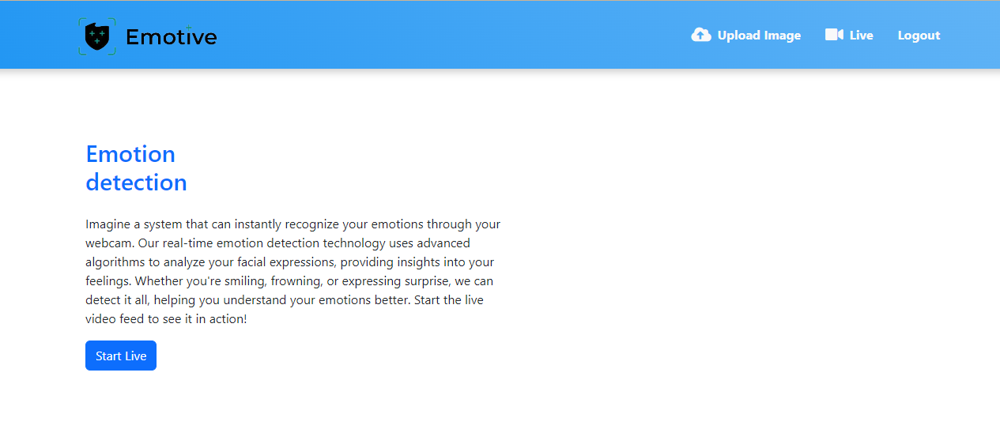 Emotive
Upload Image
Live
Logout
Emotion
detection
Imagine a system that can instantly recognize your emotions through your
webcam. Our real-time emotion detection technology uses advanced
algorithms to analyze your facial expressions, providing insights into your
feelings. Whether you're smiling, frowning, or expressing surprise, we can
detect it all, helping you understand your emotions better. Start the live
video feed to see it in action!
Start Live